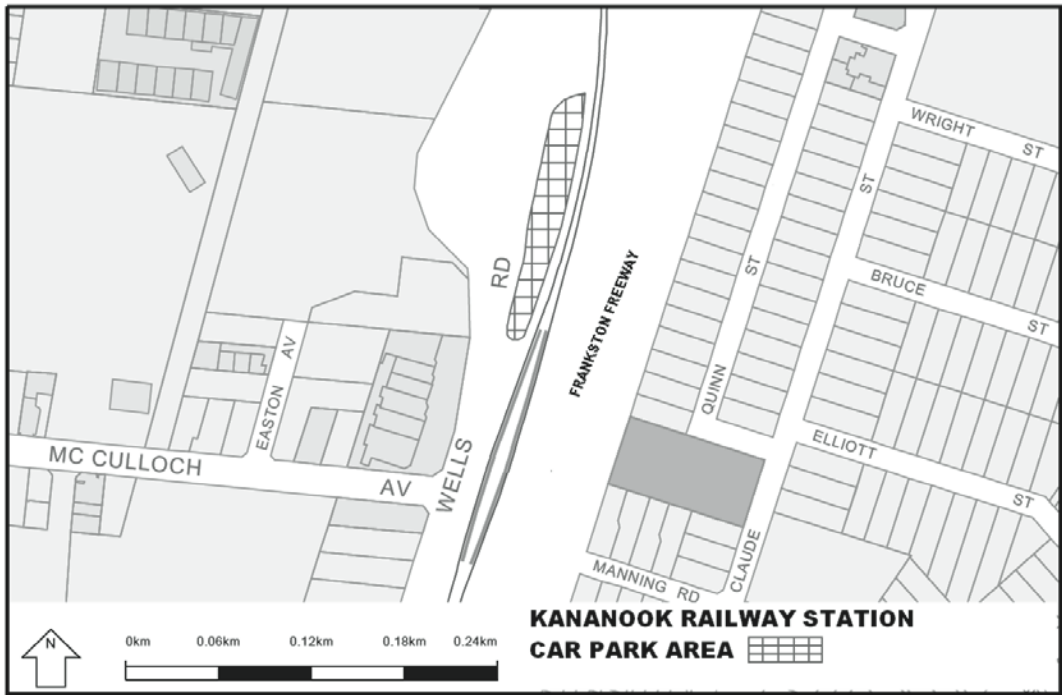 WRIGHT ST
ST
ST
BRUCE ST
RD
FRANKSTON FREEWAY
EASTON AV
QUINN
ELLIOTT ST
MC CULLOCH AV
WELLS
CLAUDE
MANNING RD
KANANOOK RAILWAY STATION
CAR PARK AREA
N
0km 0.06km 0.12km 0.18km 0.24km